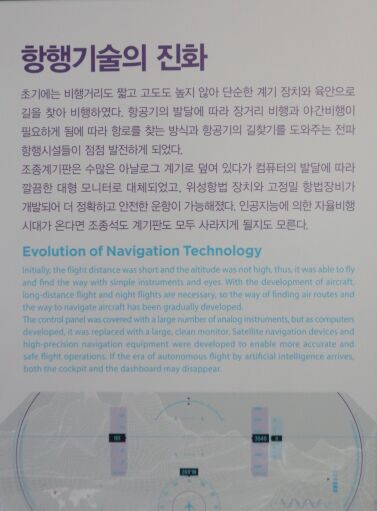 항행기술의 진화
초기에는 비행거리도 짧고 고도도 높지 않아 단순한 계기 장치와 육안으로
길을 찾아 비행하였다. 항공기의 발달에 따라 장거리 비행과 야간비행이
필요하게 됨에 따라 항로를 찾는 방식과 항공기의 길찾기를 도와주는 전파
항행시설들이 점점 발전하게 되었다.
조종계기판은 수많은 아날로그 계기로 덮여 있다가 컴퓨터의 발달에 따라
깔끔한 대형 모니터로 대체되었고, 위성항법 장치와 고정밀 항법장비가
개발되어 더 정확하고 안전한 운항이 가능해졌다. 인공지능에 의한 자율비행
시대가 온다면 조종석도 계기판도 모두 사라지게 될지도 모른다.
Evolution of Navigation Technology
Initially, the flight distance was short and the altitude was not high, thus, it was able to fly
and find the way with simple instruments and eyes. With the development of aircraft,
long-distance flight and night flights are necessary, so the way of finding air routes and
the way to navigate aircraft has been gradually developed.
The control panel was covered with a large number of analog instruments, but as computers
developed, it was replaced with a large, clean monitor. Satellite navigation devices and
high-precision navigation equipment were developed to enable more accurate and
safe flight operations. If the era of autonomous flight by artificial intelligence arrives,
both the cockpit and the dashboard may disappear.